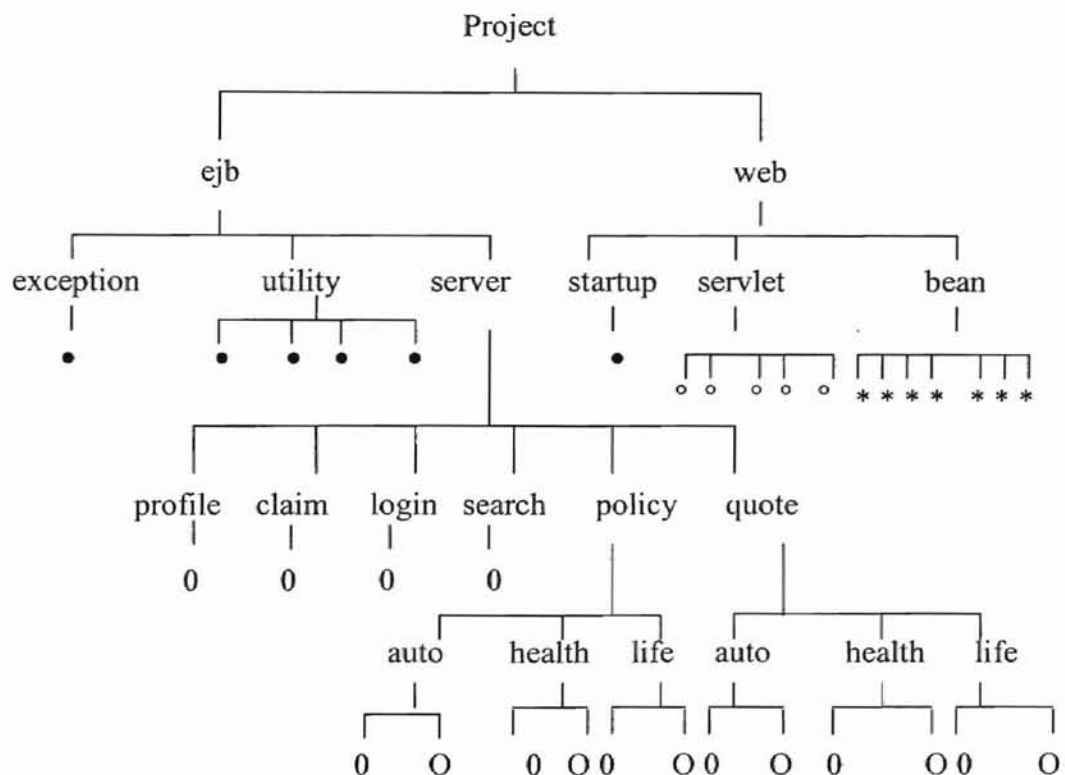 Project
ejb web
exception utility server startup servlet bean
● ● ● ● ● ●
o o o o o * * * * * * *
profile claim login search policy quote
0 0 0 0
auto health life auto health life
0 O 0 O 0 O 0 O 0 O 0 O